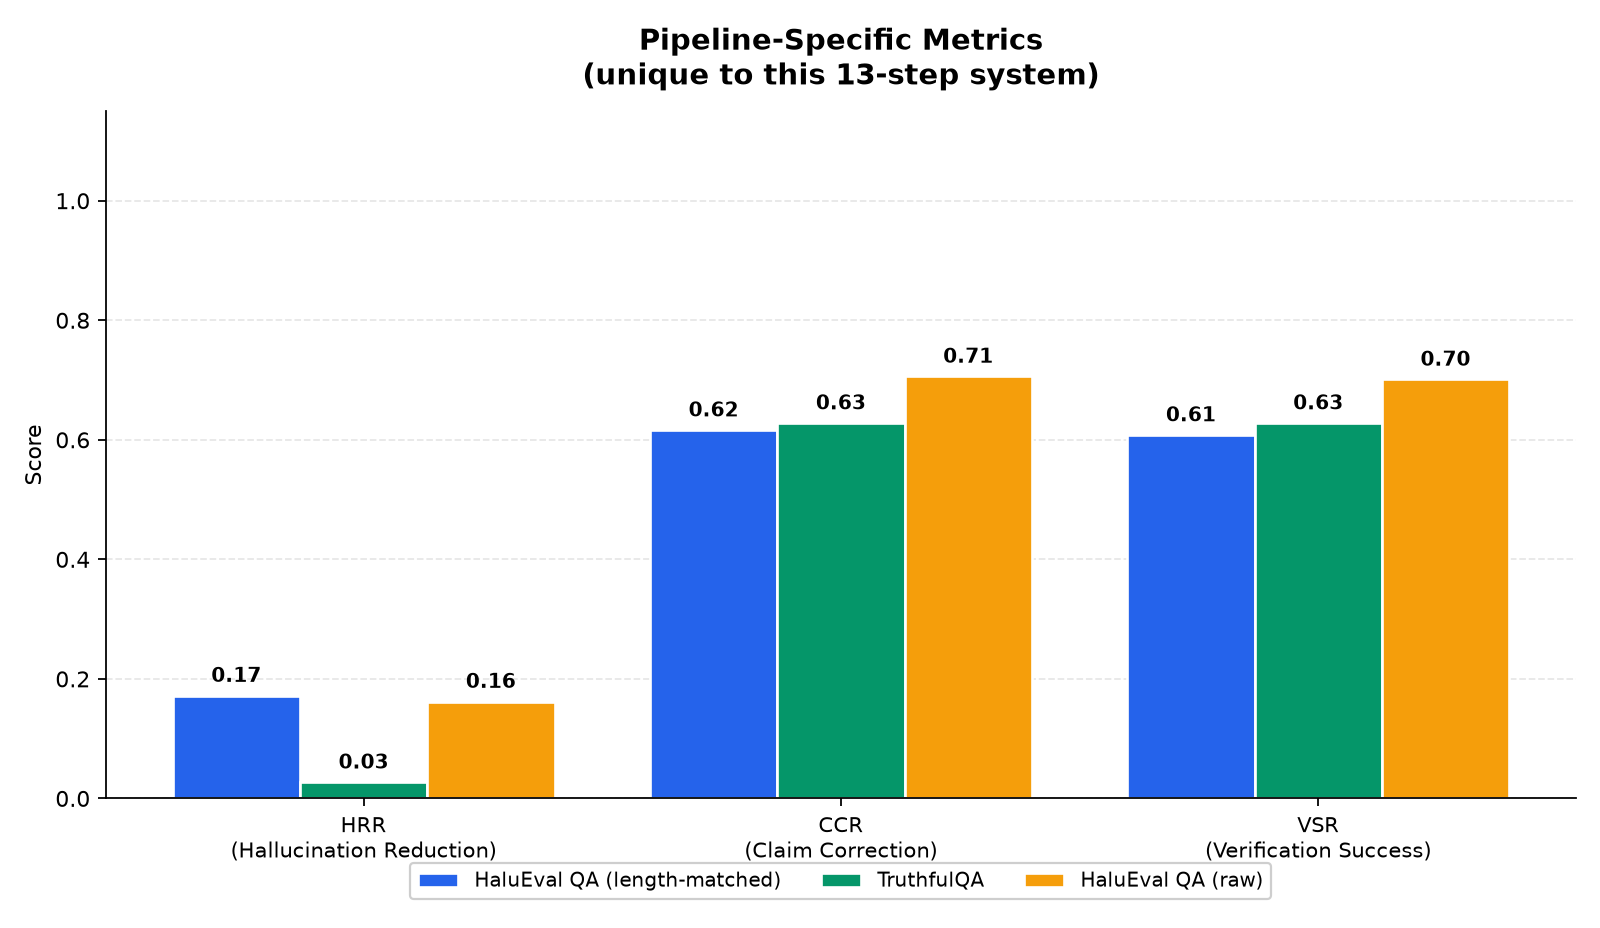 Pipeline-Specific Metrics
(unique to this 13-step system)
Score
1.0
0.8
0.6
0.4
0.2
0.0
0.17
0.03
0.16
0.62
0.63
0.71
0.61
0.63
0.70
HRR
(Hallucination Reduction)
CCR
(Claim Correction)
VSR
(Verification Success)
HaluEval QA (length-matched)
TruthfulQA
HaluEval QA (raw)